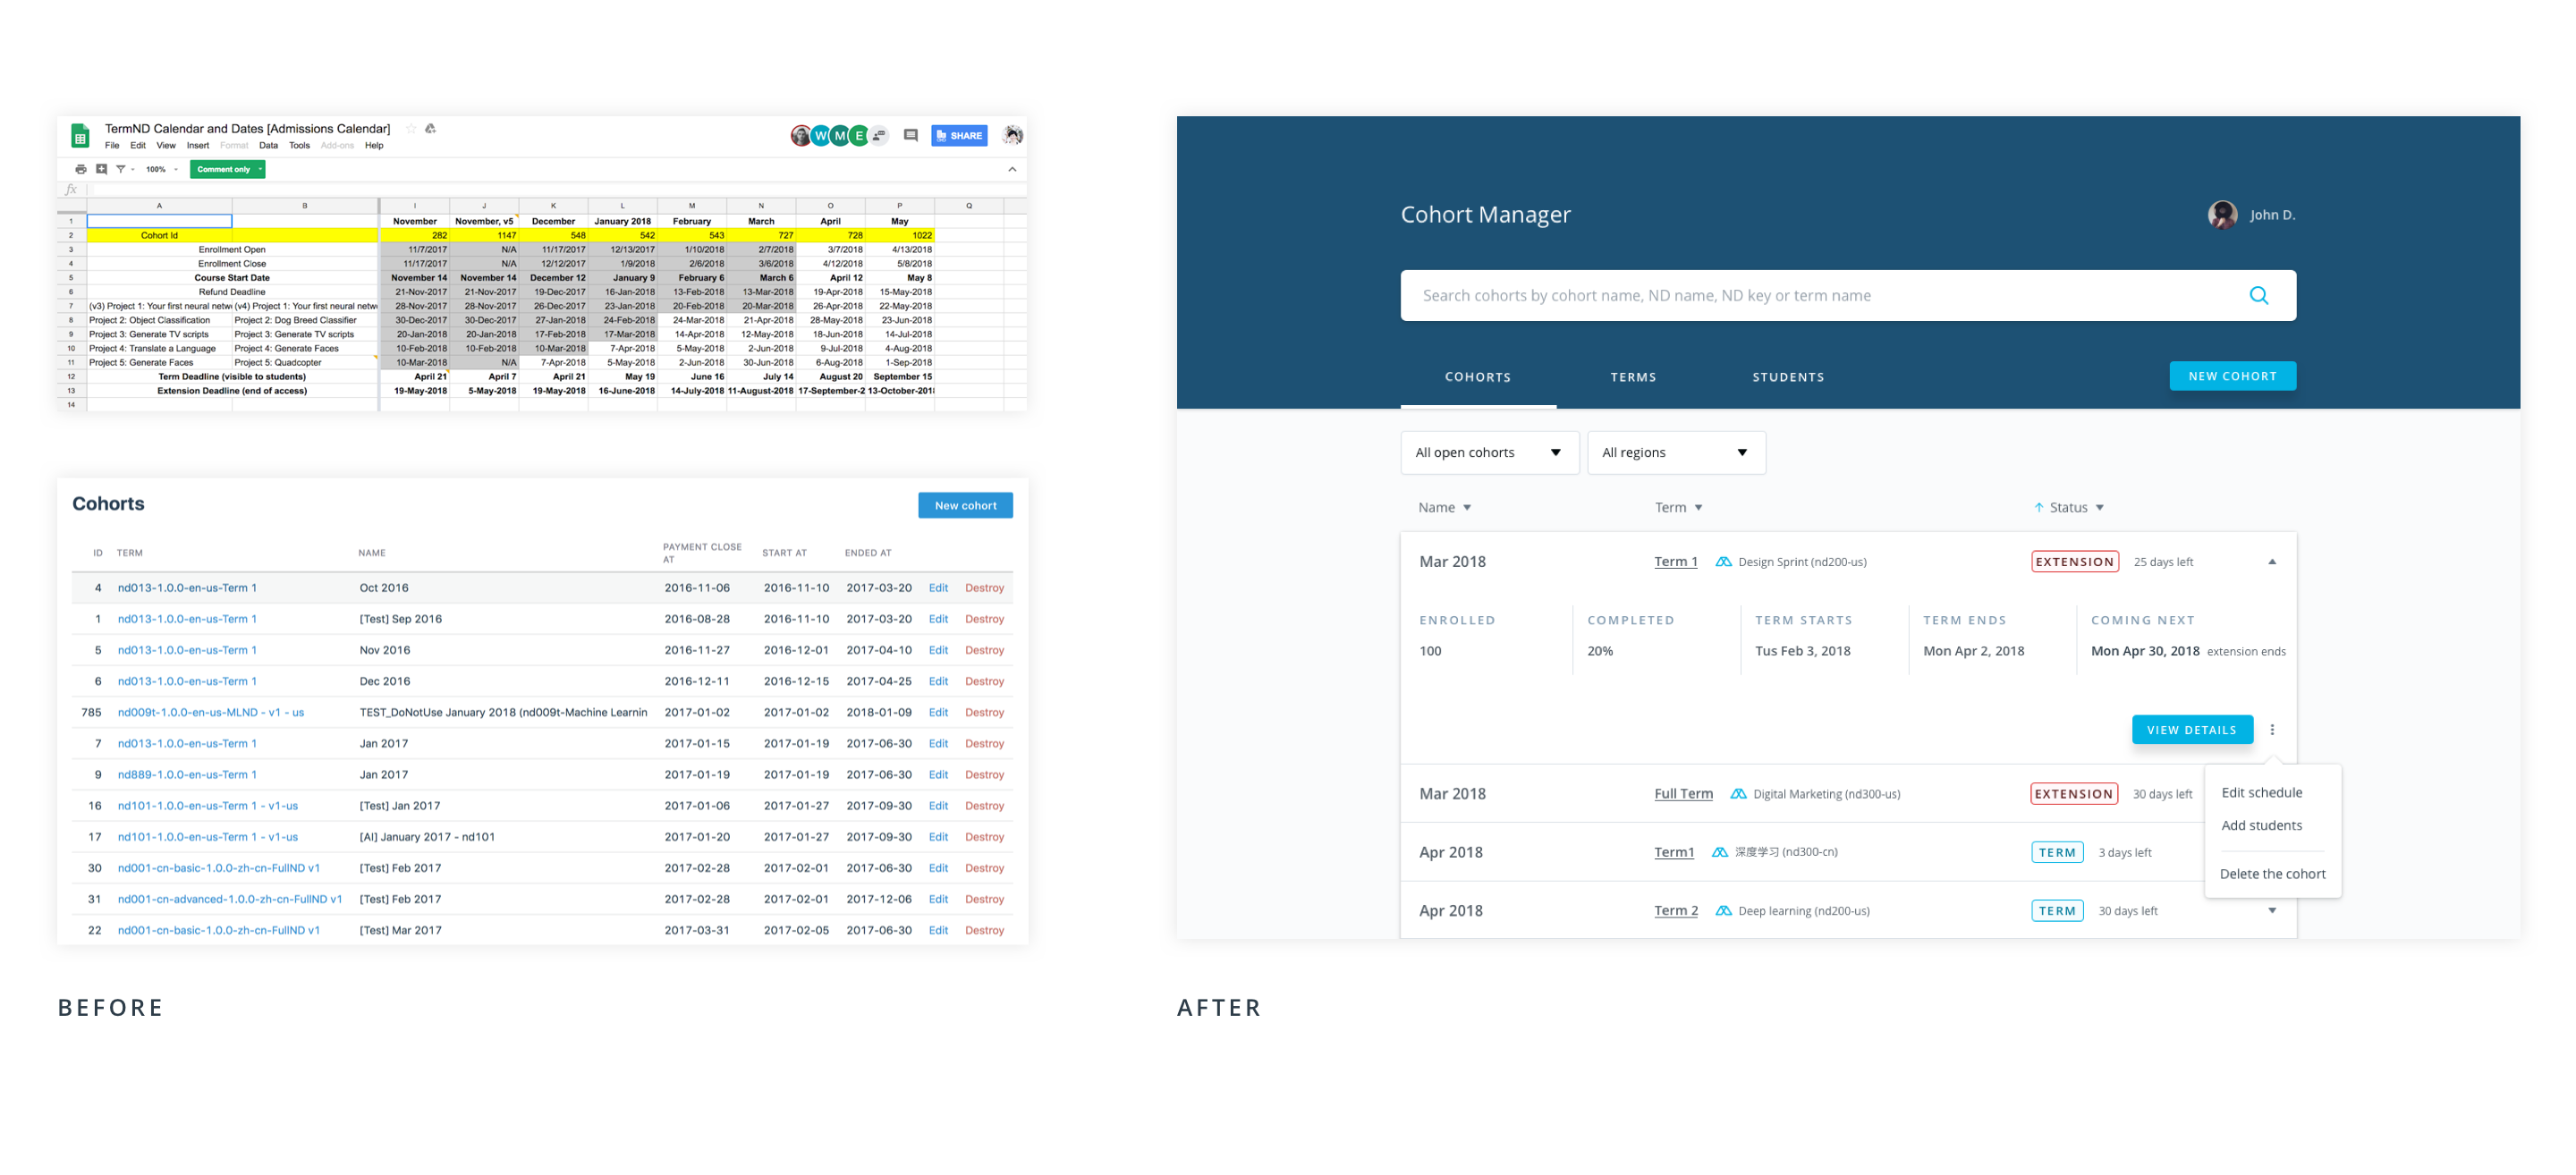 TermND Calendar and Dates [Admissions Calendar]
W M E SHARE
File Edit View Insert Format Data Tools Add-ons Help
100% Comment only
fx
A B I J K L M N O P Q
1 November November, v5 December January 2018 February March April May
2 Cohort Id 282 1147 548 542 543 727 728 1022
3 Enrollment Open 11/7/2017 N/A 11/17/2017 12/13/2017 1/10/2018 2/7/2018 3/7/2018 4/13/2018
4 Enrollment Close 11/17/2017 N/A 12/12/2017 1/9/2018 2/6/2018 3/6/2018 4/12/2018 5/8/2018
5 Course Start Date November 14 November 14 December 12 January 9 February 6 March 6 April 12 May 8
6 Refund Deadline 21-Nov-2017 21-Nov-2017 19-Dec-2017 16-Jan-2018 13-Feb-2018 13-Mar-2018 19-Apr-2018 15-May-2018
7 (v3) Project 1: Your first neural netw (v4) Project 1: Your first neural netw 28-Nov-2017 28-Nov-2017 26-Dec-2017 23-Jan-2018 20-Feb-2018 20-Mar-2018 26-Apr-2018 22-May-2018
8 Project 2: Object Classification Project 2: Dog Breed Classifier 30-Dec-2017 30-Dec-2017 27-Jan-2018 24-Feb-2018 24-Mar-2018 21-Apr-2018 28-May-2018 23-Jun-2018
9 Project 3: Generate TV scripts Project 3: Generate TV scripts 20-Jan-2018 20-Jan-2018 17-Feb-2018 17-Mar-2018 14-Apr-2018 12-May-2018 18-Jun-2018 14-Jul-2018
10 Project 4: Translate a Language Project 4: Generate Faces 10-Feb-2018 10-Feb-2018 10-Mar-2018 7-Apr-2018 5-May-2018 2-Jun-2018 9-Jul-2018 4-Aug-2018
11 Project 5: Generate Faces Project 5: Quadcopter 10-Mar-2018 N/A 7-Apr-2018 5-May-2018 2-Jun-2018 30-Jun-2018 6-Aug-2018 1-Sep-2018
12 Term Deadline (visible to students) April 21 April 7 April 21 May 19 June 16 July 14 August 20 September 15
13 Extension Deadline (end of access) 19-May-2018 5-May-2018 19-May-2018 16-June-2018 14-July-2018 11-August-2018 17-September-2 13-October-201
14
Cohorts New cohort
ID TERM NAME PAYMENT CLOSE AT START AT ENDED AT
4 nd013-1.0.0-en-us-Term 1 Oct 2016 2016-11-06 2016-11-10 2017-03-20 Edit Destroy
1 nd013-1.0.0-en-us-Term 1 [Test] Sep 2016 2016-08-28 2016-11-10 2017-03-20 Edit Destroy
5 nd013-1.0.0-en-us-Term 1 Nov 2016 2016-11-27 2016-12-01 2017-04-10 Edit Destroy
6 nd013-1.0.0-en-us-Term 1 Dec 2016 2016-12-11 2016-12-15 2017-04-25 Edit Destroy
785 nd009t-1.0.0-en-us-MLND - v1 - us TEST_DoNotUse January 2018 (nd009t-Machine Learnin 2017-01-02 2017-01-02 2018-01-09 Edit Destroy
7 nd013-1.0.0-en-us-Term 1 Jan 2017 2017-01-15 2017-01-19 2017-06-30 Edit Destroy
9 nd889-1.0.0-en-us-Term 1 Jan 2017 2017-01-19 2017-01-19 2017-06-30 Edit Destroy
16 nd101-1.0.0-en-us-Term 1 - v1-us [Test] Jan 2017 2017-01-06 2017-01-27 2017-09-30 Edit Destroy
17 nd101-1.0.0-en-us-Term 1 - v1-us [AI] January 2017 - nd101 2017-01-20 2017-01-27 2017-09-30 Edit Destroy
30 nd001-cn-basic-1.0.0-zh-cn-FullND v1 [Test] Feb 2017 2017-02-28 2017-02-01 2017-06-30 Edit Destroy
31 nd001-cn-advanced-1.0.0-zh-cn-FullND v1 [Test] Feb 2017 2017-02-28 2017-02-01 2017-12-06 Edit Destroy
22 nd001-cn-basic-1.0.0-zh-cn-FullND v1 [Test] Mar 2017 2017-03-31 2017-02-05 2017-06-30 Edit Destroy
BEFORE
Cohort Manager John D.
Search cohorts by cohort name, ND name, ND key or term name
COHORTS TERMS STUDENTS NEW COHORT
All open cohorts All regions
Name Term Status
Mar 2018 Term 1 Design Sprint (nd200-us) EXTENSION 25 days left
ENROLLED COMPLETED TERM STARTS TERM ENDS COMING NEXT
100 20% Tus Feb 3, 2018 Mon Apr 2, 2018 Mon Apr 30, 2018 extension ends
VIEW DETAILS
Mar 2018 Full Term Digital Marketing (nd300-us) EXTENSION 30 days left
Edit schedule
Add students
Delete the cohort
Apr 2018 Term1 深度学习 (nd300-cn) TERM 3 days left
Apr 2018 Term 2 Deep learning (nd200-us) TERM 30 days left
AFTER